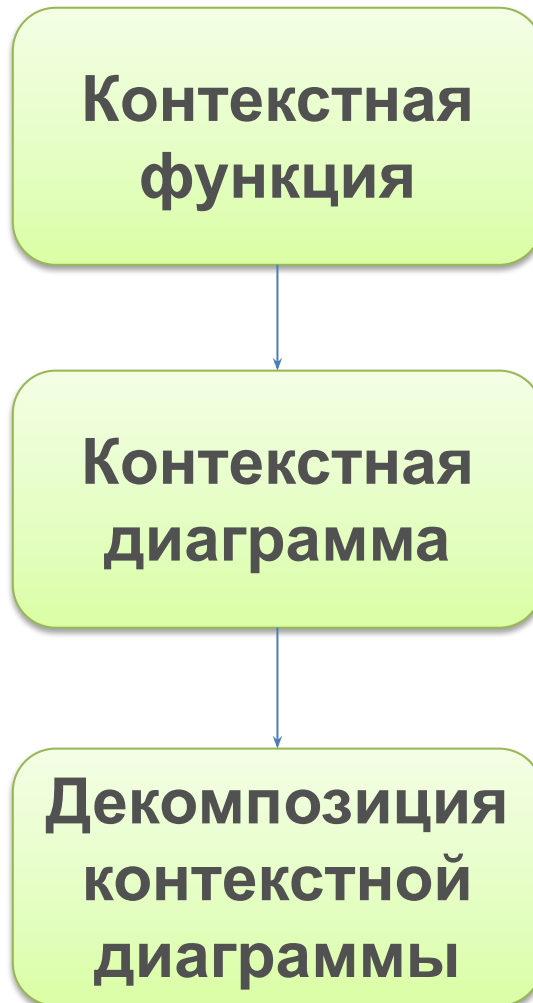 Контекстная
функция
Контекстная
диаграмма
Декомпозиция
контекстной
диаграммы